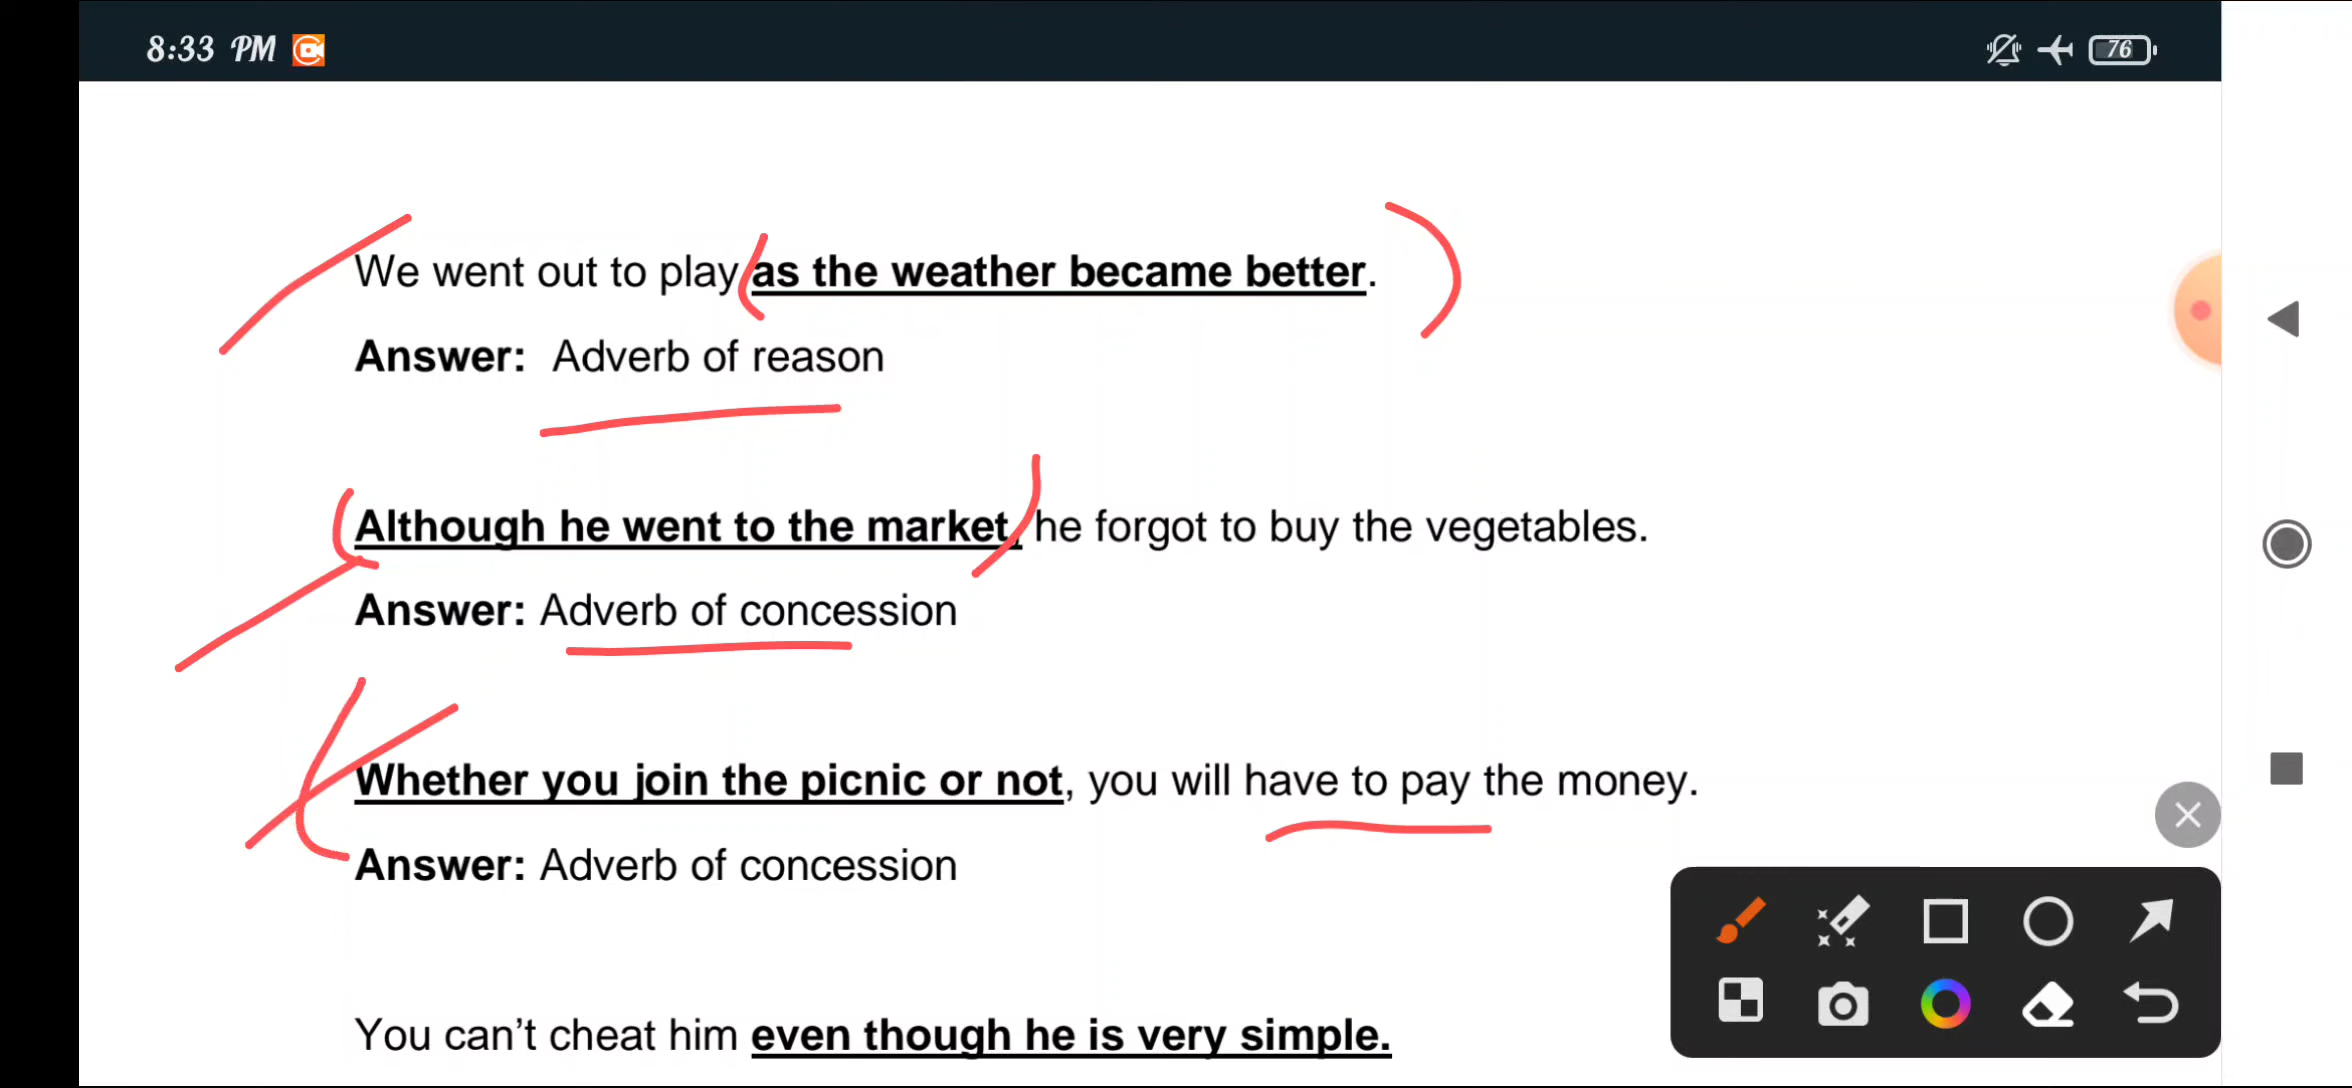 8:33 PM
76
We went out to play as the weather became better.
Answer: Adverb of reason
Although he went to the market, he forgot to buy the vegetables.
Answer: Adverb of concession
Whether you join the picnic or not, you will have to pay the money.
Answer: Adverb of concession
You can’t cheat him even though he is very simple.